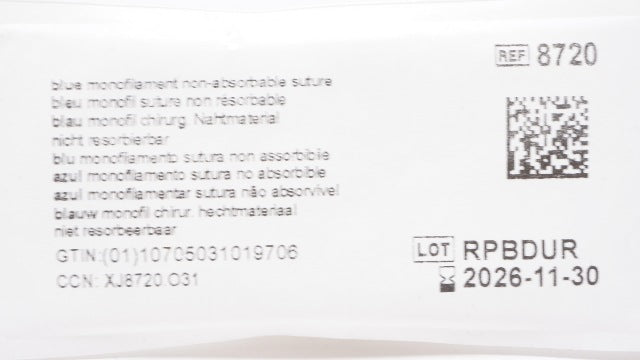 REF 8720
blue monofilament non-absorbable suture
bleu monofil suture non résorbable
blau monofil chirurg. Nahtmaterial
nicht resorbierbar
blu monofilamento sutura non assorbibile
azul monofilamento sutura no absorbible
azul monofilamentar sutura não absorvível
blauw monofil chirur. hechtmateriaal
niet resorbeerbaar
GTIN:(01)10705031019706
CCN: XJ8720.O31
LOT RPBDUR
2026-11-30